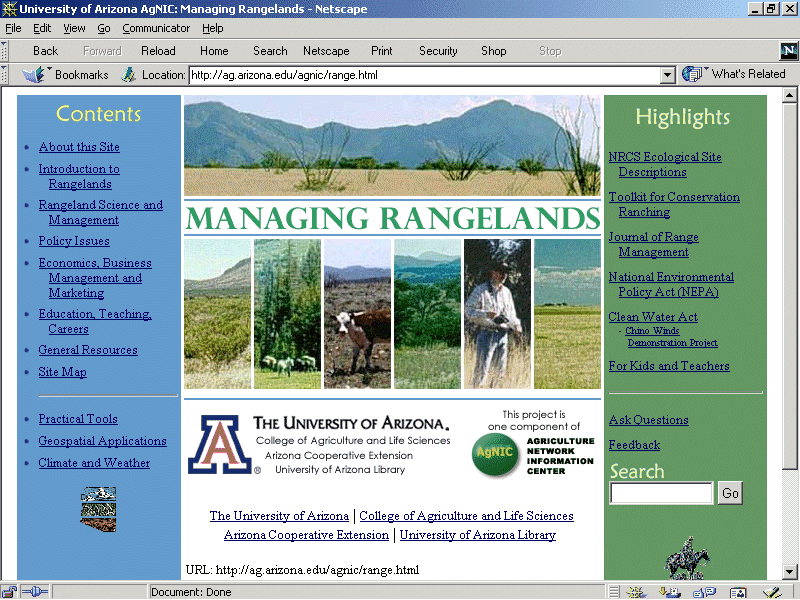 University of Arizona AgNIC: Managing Rangelands - Netscape
File Edit View Go Communicator Help
Back Forward Reload Home Search Netscape Print Security Shop Stop
Bookmarks Location: http://ag.arizona.edu/agnic/range.html What's Related
Contents
About this Site
Introduction to
Rangelands
Rangeland Science and
Management
Policy Issues
Economics, Business
Management and
Marketing
Education, Teaching,
Careers
General Resources
Site Map
Practical Tools
Geospatial Applications
Climate and Weather
MANAGING RANGELANDS
A ®
THE UNIVERSITY OF ARIZONA.
College of Agriculture and Life Sciences
Arizona Cooperative Extension
University of Arizona Library
This project is
one component of
AgNIC
AGRICULTURE
NETWORK
INFORMATION
CENTER
The University of Arizona | College of Agriculture and Life Sciences
Arizona Cooperative Extension | University of Arizona Library
URL: http://ag.arizona.edu/agnic/range.html
Highlights
NRCS Ecological Site
Descriptions
Toolkit for Conservation
Ranching
Journal of Range
Management
National Environmental
Policy Act (NEPA)
Clean Water Act
- Chino Winds
Demonstration Project
For Kids and Teachers
Ask Questions
Feedback
Search
Go
Document: Done